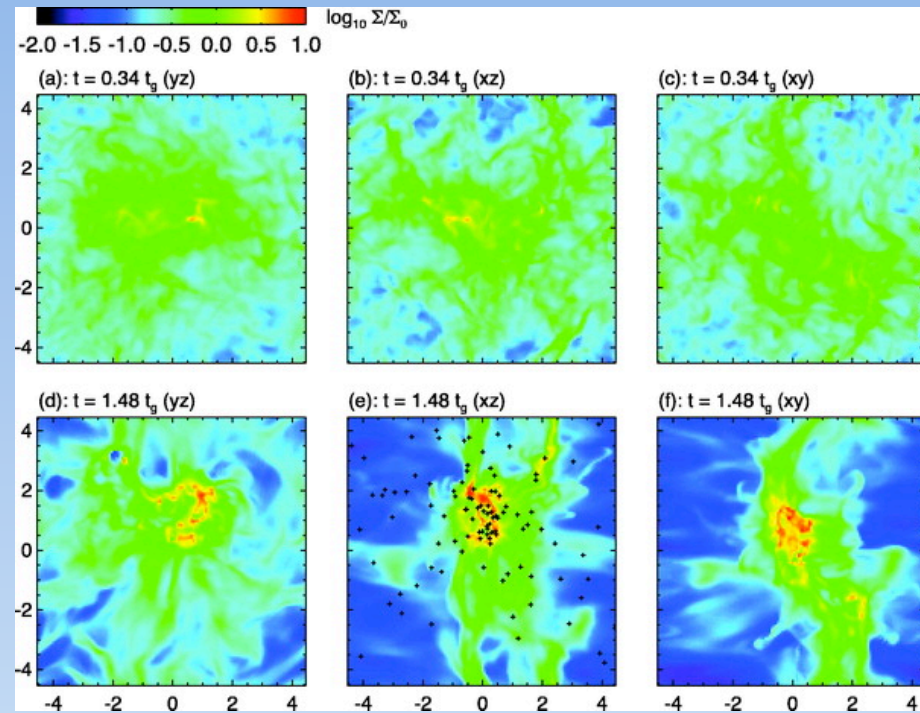 log₁₀ Σ/Σ₀
-2.0 -1.5 -1.0 -0.5 0.0 0.5 1.0
(a): t = 0.34 t_g (yz) (b): t = 0.34 t_g (xz) (c): t = 0.34 t_g (xy)
4
2
0
-2
-4
(d): t = 1.48 t_g (yz) (e): t = 1.48 t_g (xz) (f): t = 1.48 t_g (xy)
4
2
0
-2
-4
-4 -2 0 2 4 -4 -2 0 2 4 -4 -2 0 2 4